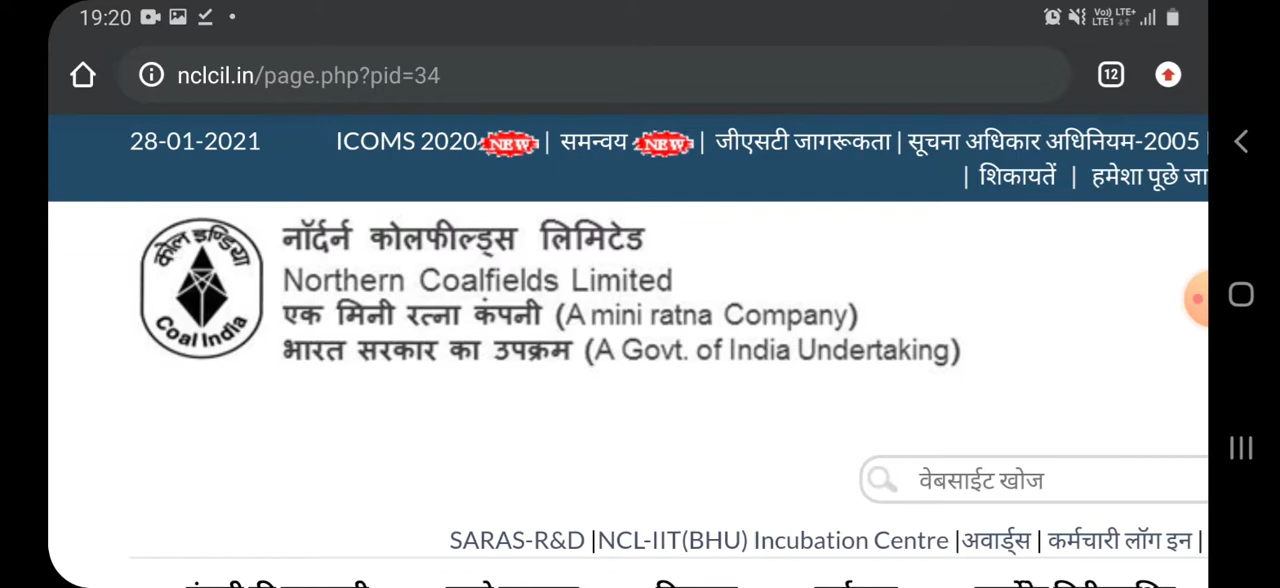 19:20 Vo) LTE+ LTE1
nclcil.in/page.php?pid=34 12
28-01-2021 ICOMS 2020 NEW | समन्वय NEW | जीएसटी जागरूकता | सूचना अधिकार अधिनियम-2005 |
| शिकायतें | हमेशा पूछे जा
कोल इण्डिया
Coal India
नॉर्दर्न कोलफील्ड्स लिमिटेड
Northern Coalfields Limited
एक मिनी रत्ना कंपनी (A mini ratna Company)
भारत सरकार का उपक्रम (A Govt. of India Undertaking)
वेबसाईट खोज
SARAS-R&D |NCL-IIT(BHU) Incubation Centre |अवार्ड्स | कर्मचारी लॉग इन |